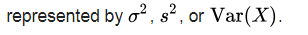 represented by σ², s², or Var(X).